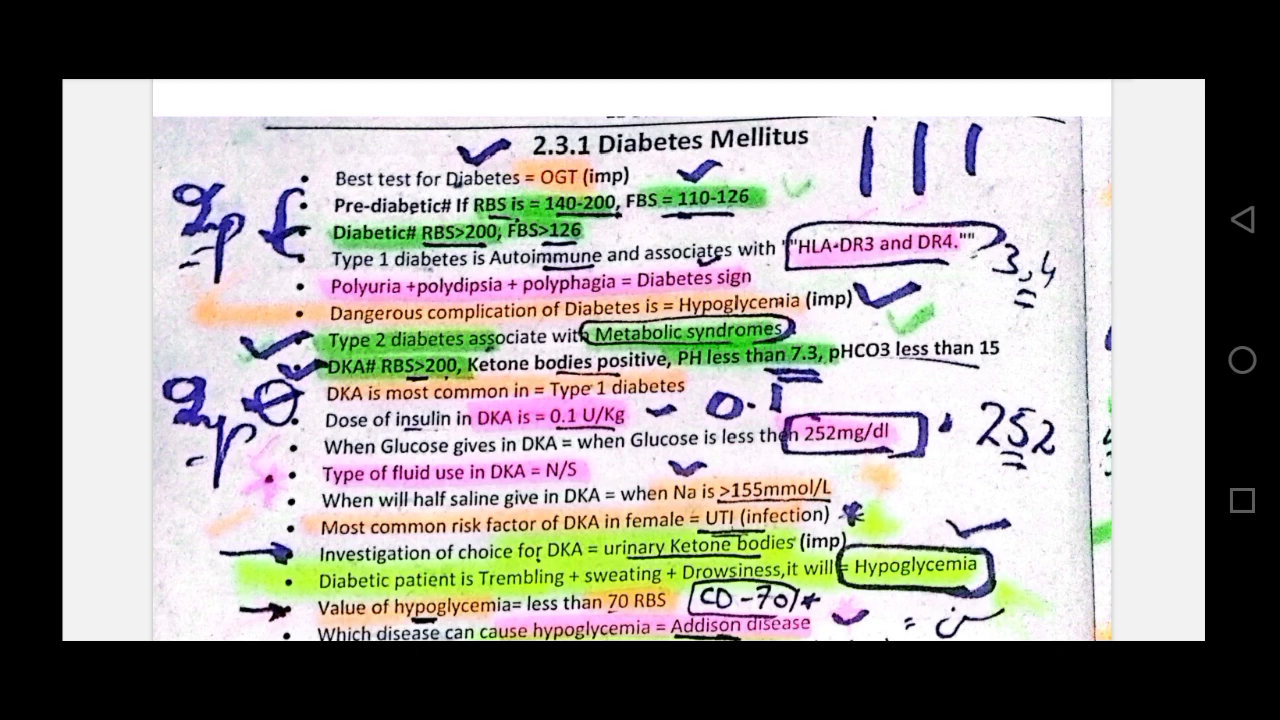 2.3.1 Diabetes Mellitus
Best test for Diabetes = OGT (imp)
Pre-diabetic# If RBS is = 140-200, FBS = 110-126
Diabetic# RBS>200, FBS>126
Type 1 diabetes is Autoimmune and associates with '"HLA-DR3 and DR4.""
3,4
Polyuria +polydipsia + polyphagia = Diabetes sign
Dangerous complication of Diabetes is = Hypoglycemia (imp)
Type 2 diabetes associate with Metabolic syndromes
DKA# RBS>200, Ketone bodies positive, PH less than 7.3, pHCO3 less than 15
DKA is most common in = Type 1 diabetes
Dose of insulin in DKA is = 0.1 U/Kg
0.1
When Glucose gives in DKA = when Glucose is less then 252mg/dl
252
Type of fluid use in DKA = N/S
When will half saline give in DKA = when Na is >155mmol/L
Most common risk factor of DKA in female = UTI (infection)
Investigation of choice for DKA = urinary Ketone bodies (imp)
Diabetic patient is Trembling + sweating + Drowsiness,it will = Hypoglycemia
Value of hypoglycemia= less than 70 RBS
CD-70
Which disease can cause hypoglycemia = Addison disease